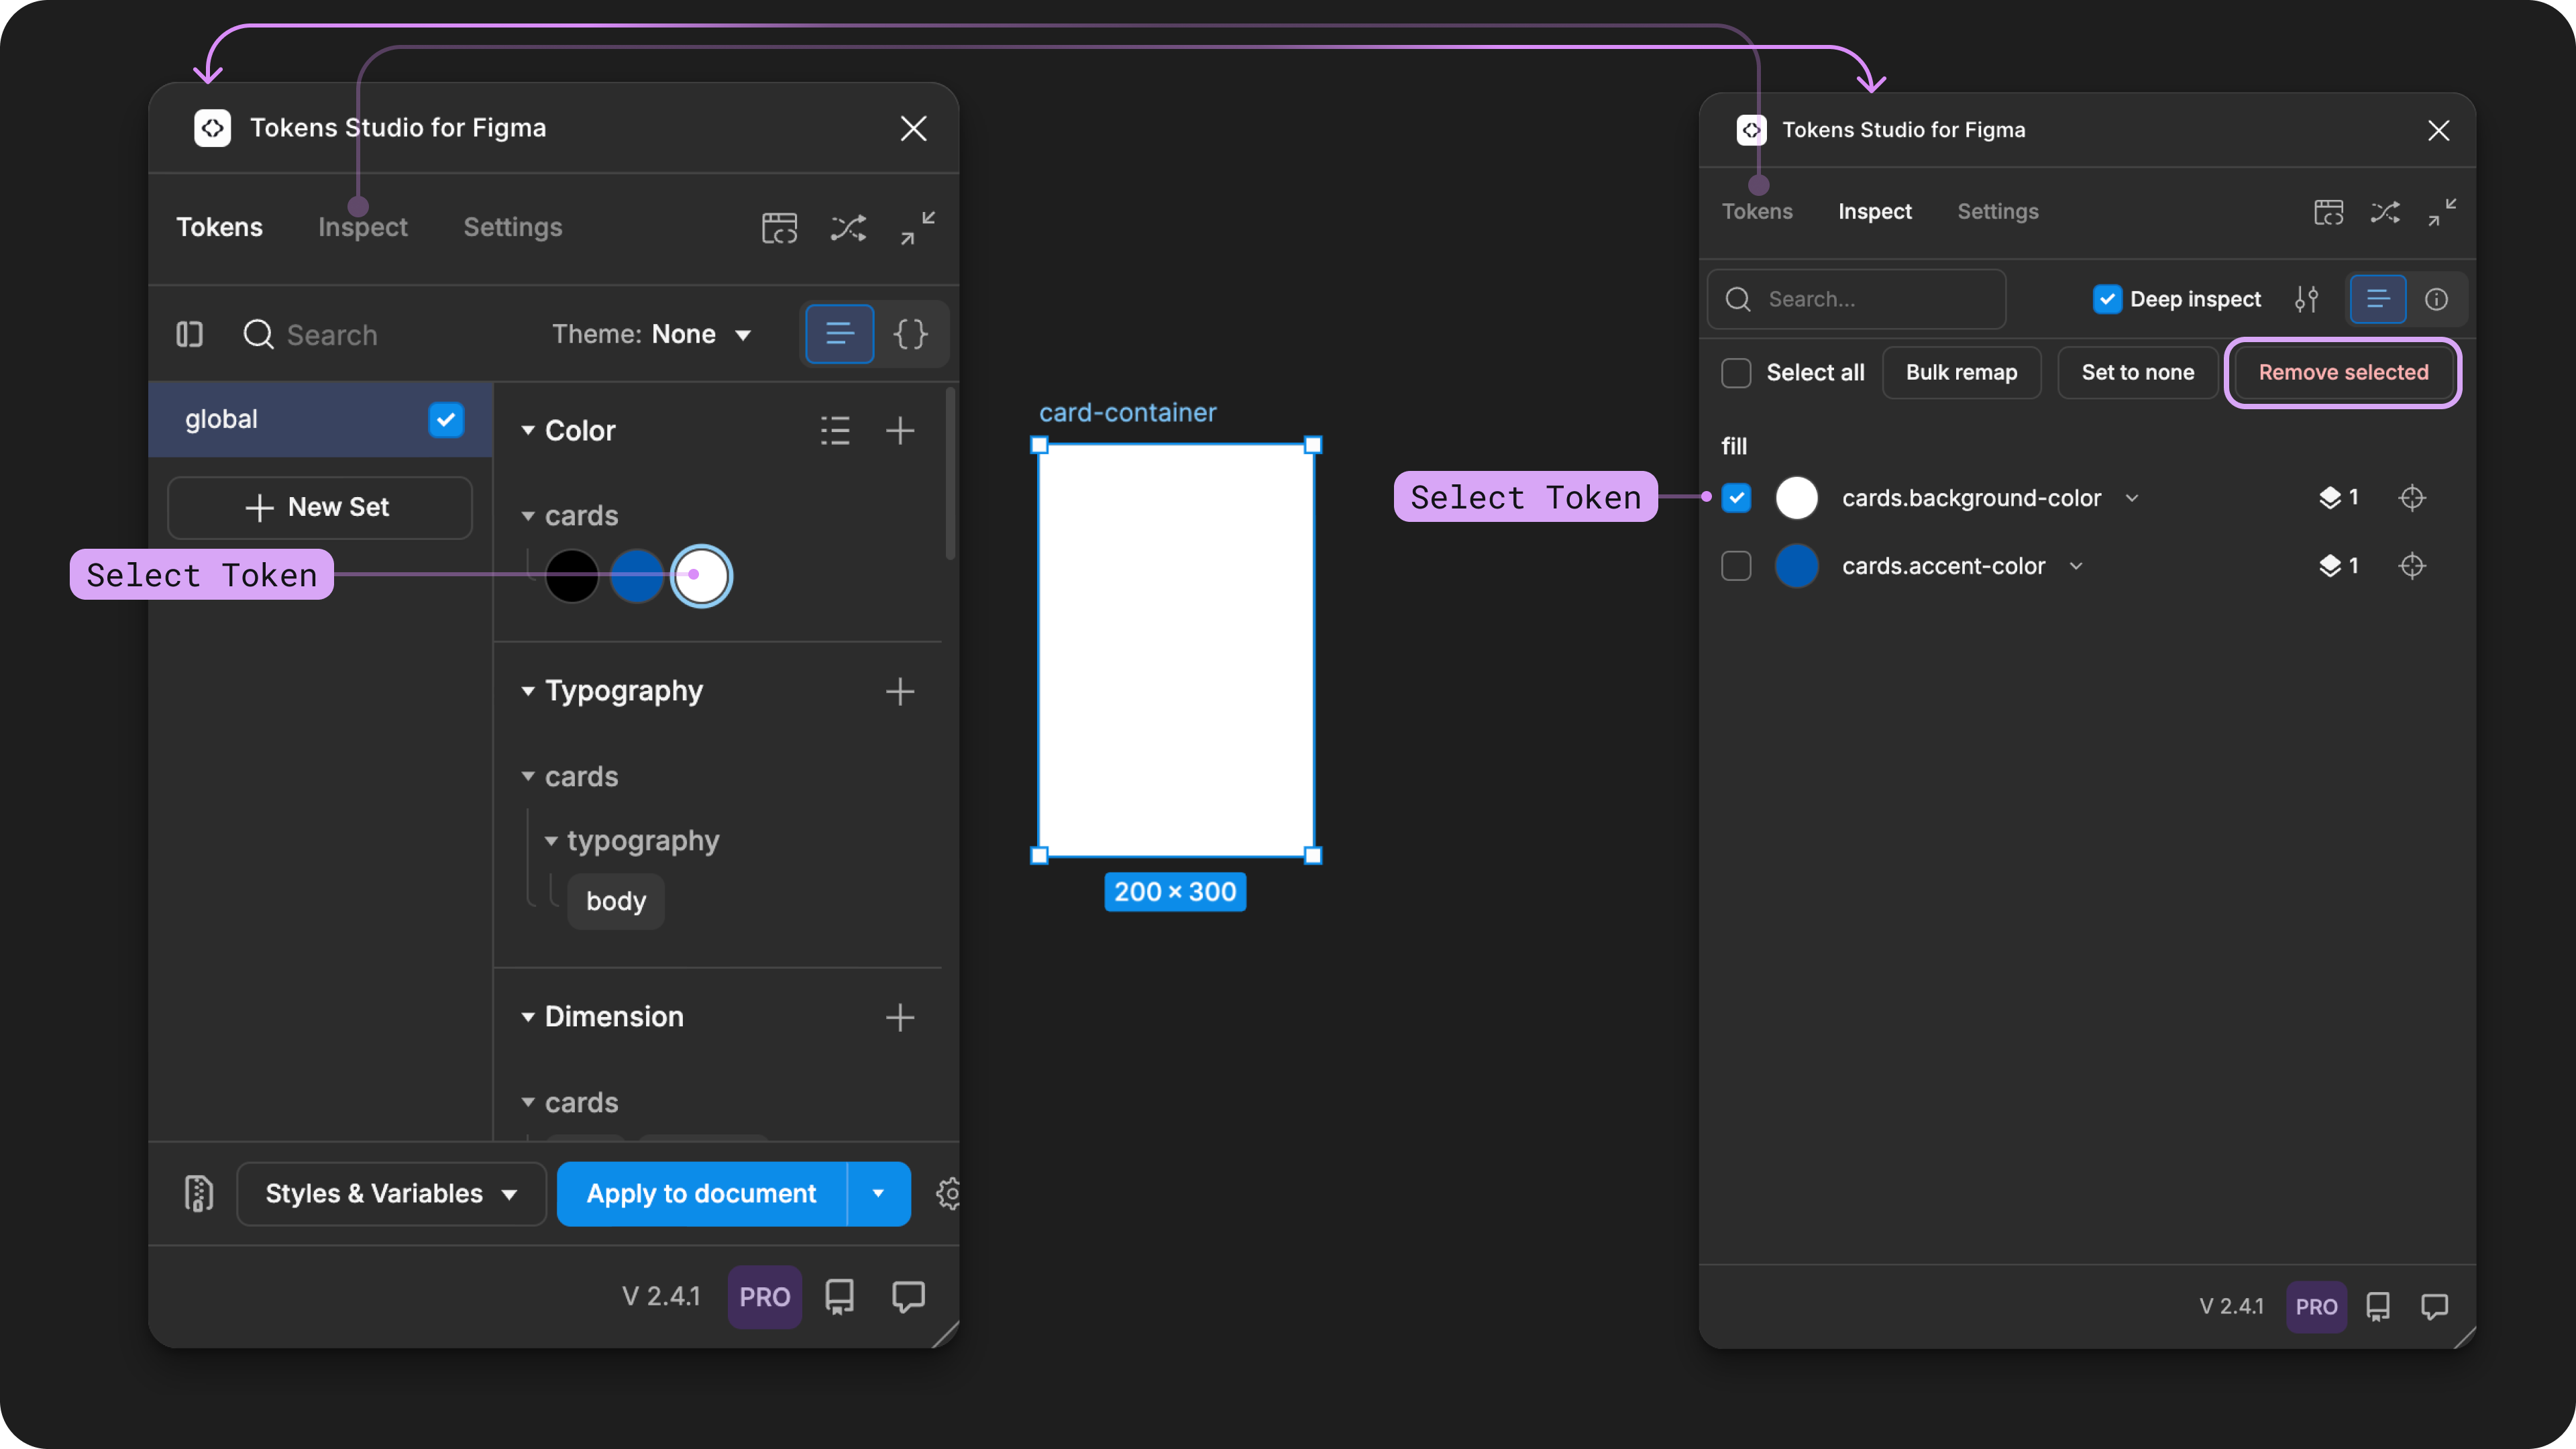 Tokens Studio for Figma
Tokens Inspect Settings
Search Theme: None
global
New Set
Select Token
Color
cards
Typography
cards
typography
body
Dimension
cards
Styles & Variables Apply to document
V 2.4.1 PRO
card-container
200 × 300
Tokens Studio for Figma
Tokens Inspect Settings
Search... Deep inspect
Select all Bulk remap Set to none Remove selected
fill
Select Token
cards.background-color 1
cards.accent-color 1
V 2.4.1 PRO